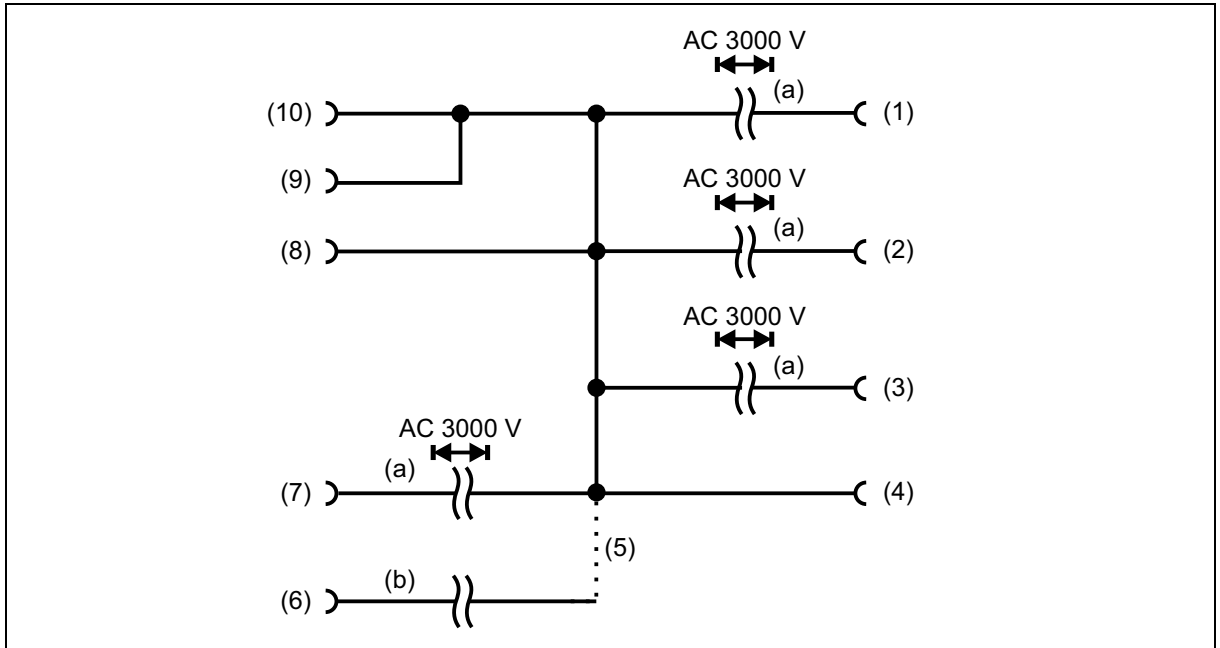 AC 3000 V
(a)
(10) (1)
AC 3000 V
(9)
(a)
(8) (2)
AC 3000 V
(a)
(3)
AC 3000 V
(a)
(7) (4)
(5)
(b)
(6)